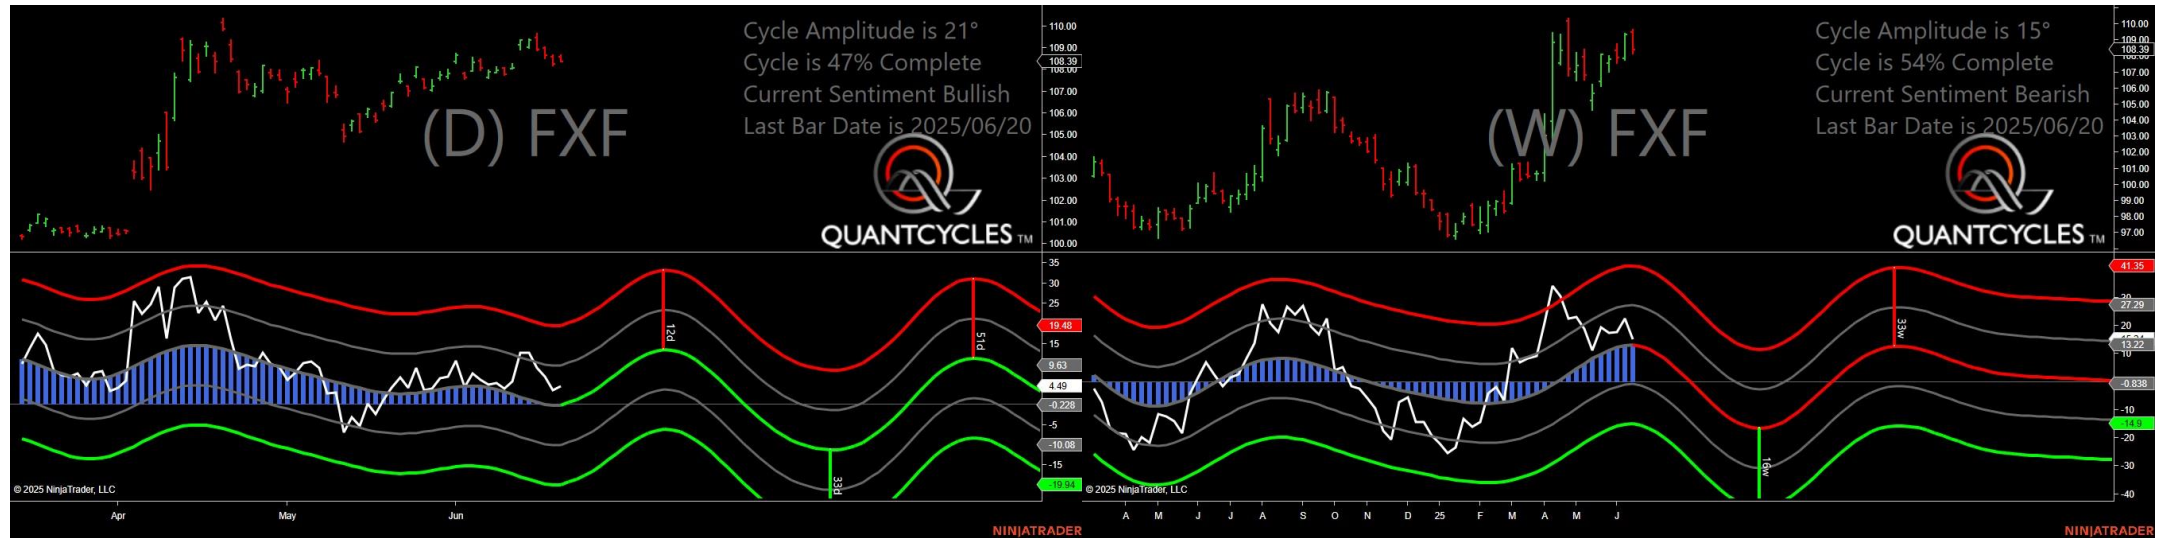 Cycle Amplitude is 21°
Cycle is 47% Complete
Current Sentiment Bullish
Last Bar Date is 2025/06/20
(D) FXF
QUANTCYCLES TM
110.00
109.00
108.39
108.00
107.00
106.00
105.00
104.00
103.00
102.00
101.00
100.00
35
30
25
19.48
15
9.63
4.49
-0.228
-5
-10.08
-15
-19.94
12d
33d
51d
© 2025 NinjaTrader, LLC
Apr
May
Jun
NINJATRADER
Cycle Amplitude is 15°
Cycle is 54% Complete
Current Sentiment Bearish
Last Bar Date is 2025/06/20
(W) FXF
QUANTCYCLES TM
110.00
109.00
108.39
107.00
106.00
105.00
104.00
103.00
102.00
101.00
100.00
99.00
98.00
97.00
41.35
27.29
20
13.22
10
-0.838
-10
-14.9
-20
-30
-40
16w
33w
© 2025 NinjaTrader, LLC
A M J J A S O N D 25 F M A M J
NINJATRADER